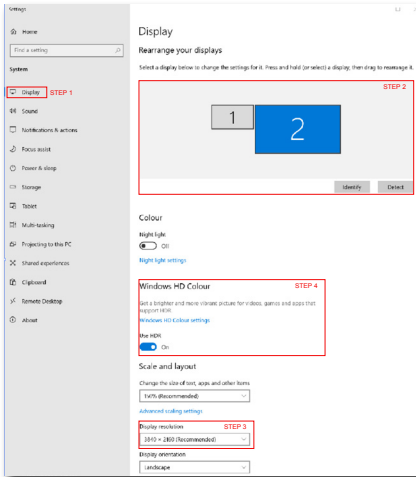 Settings
Home
Find a setting
System
Display
STEP 1
Sound
Notifications & actions
Focus assist
Power & sleep
Storage
Tablet
Multi-tasking
Projecting to this PC
Shared experiences
Clipboard
Remote Desktop
About
Display
Rearrange your displays
Select a display below to change the settings for it. Press and hold (or select) a display, then drag to rearrange it.
STEP 2
1
2
Identify
Detect
Colour
Night light
Off
Night light settings
Windows HD Colour
STEP 4
Get a brighter and more vibrant picture for videos, games and apps that
support HDR.
Windows HD Colour settings
Use HDR
On
Scale and layout
Change the size of text, apps and other items
150% (Recommended)
Advanced scaling settings
Display resolution
STEP 3
3840 × 2160 (Recommended)
Display orientation
Landscape